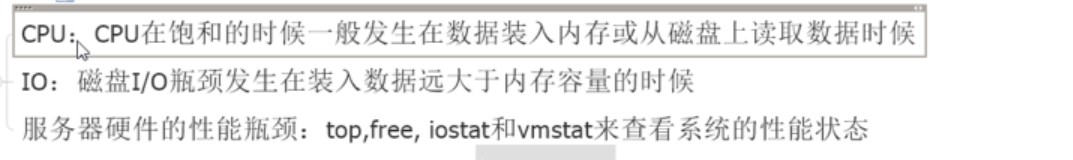 CPU：CPU在饱和的时候一般发生在数据装入内存或从磁盘上读取数据时候
IO：磁盘I/O瓶颈发生在装入数据远大于内存容量的时候
服务器硬件的性能瓶颈：top,free, iostat和vmstat来查看系统的性能状态